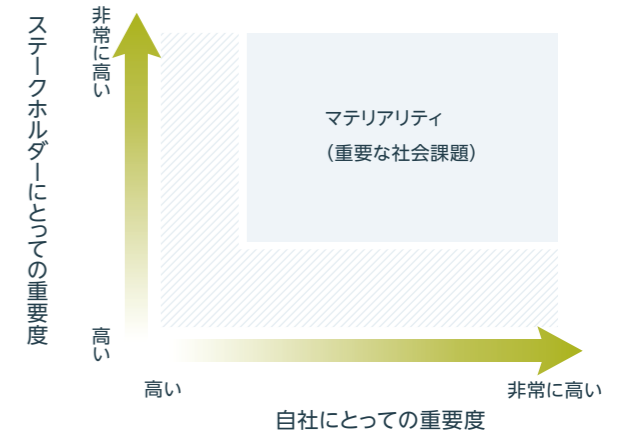 ステークホルダーにとっての重要度
非常に高い
マテリアリティ
（重要な社会課題）
高い
高い
非常に高い
自社にとっての重要度